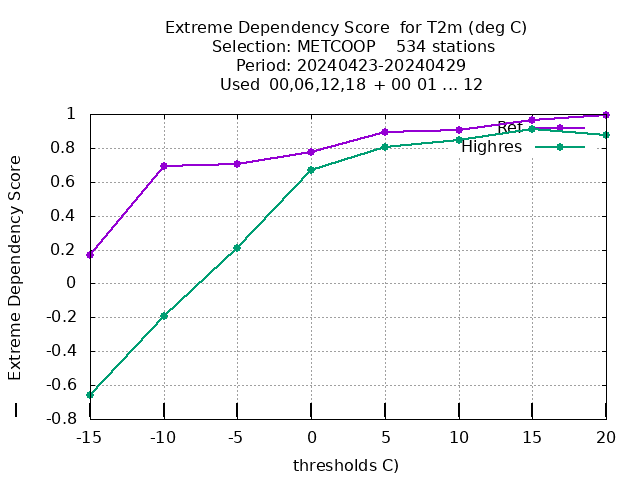 Extreme Dependency Score  for T2m (deg C)
Selection: METCOOP    534 stations
Period: 20240423-20240429
Used  00,06,12,18  + 00 01 ... 12
Extreme Dependency Score
1
0.8
0.6
0.4
0.2
0
-0.2
-0.4
-0.6
-0.8
Ref
Highres
-15 -10 -5 0 5 10 15 20
thresholds C)